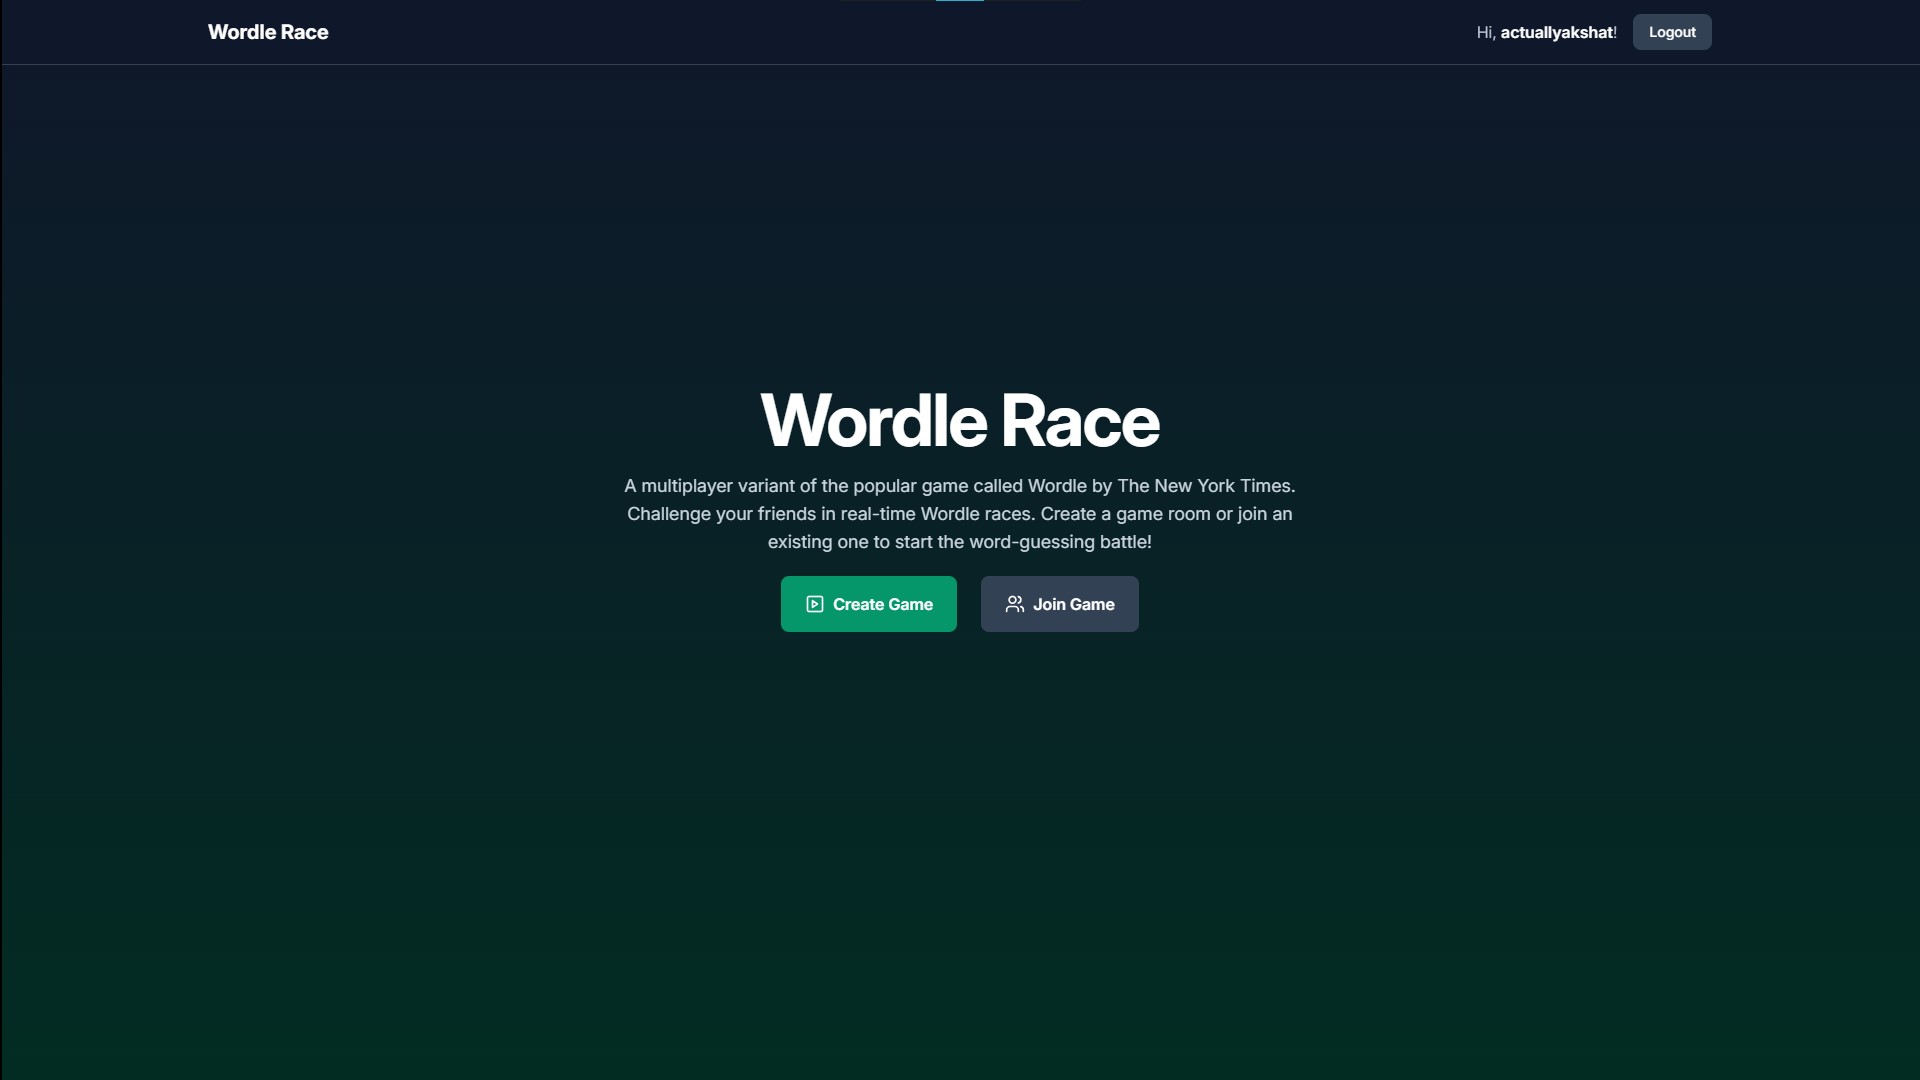 Wordle Race
Hi, actuallyakshat!
Logout
Wordle Race
A multiplayer variant of the popular game called Wordle by The New York Times.
Challenge your friends in real-time Wordle races. Create a game room or join an
existing one to start the word-guessing battle!
Create Game
Join Game